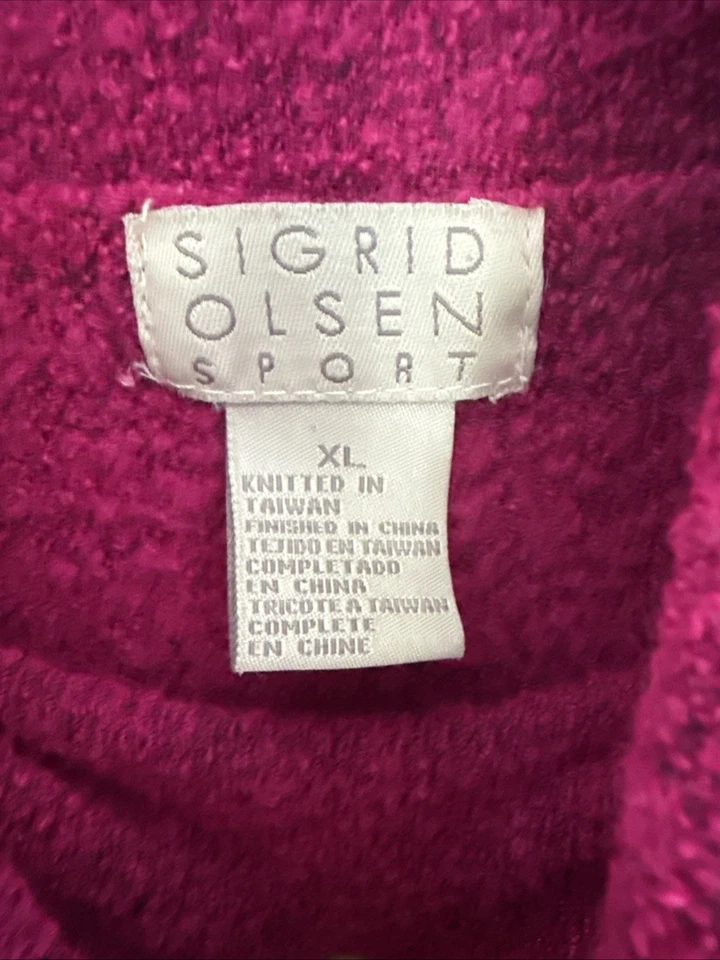 SIGRID
OLSEN
SPORT
XL
KNITTED IN
TAIWAN
FINISHED IN CHINA
TEJIDO EN TAIWAN
COMPLETADO
EN CHINA
TRICOTE A TAIWAN
COMPLETE
EN CHINE